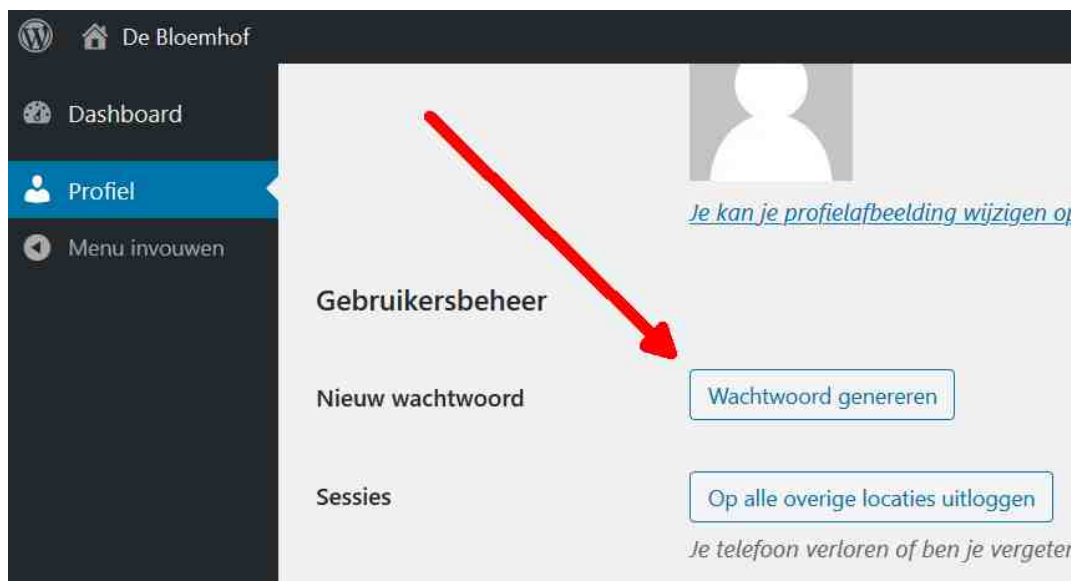 De Bloemhof
Dashboard
Profiel
Menu invouwen
Je kan je profielafbeelding wijzigen op
Gebruikersbeheer
Nieuw wachtwoord
Wachtwoord genereren
Sessies
Op alle overige locaties uitloggen
Je telefoon verloren of ben je vergeten